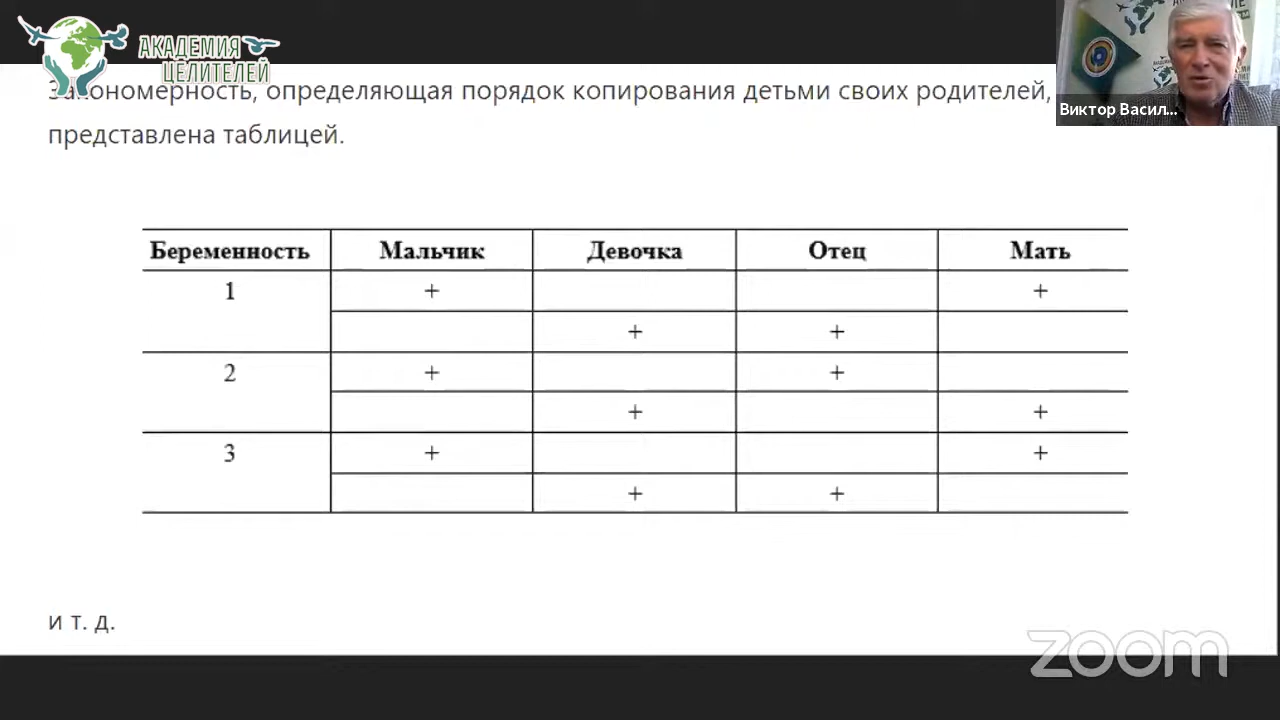 АКАДЕМИЯ
ЦЕЛИТЕЛЕЙ
Закономерность, определяющая порядок копирования детьми своих родителей,
представлена таблицей.
Виктор Васил...
Беременность Мальчик Девочка Отец Мать
1 + +
+ +
2 + +
+ +
3 + +
+ +
и т. д.
zoom